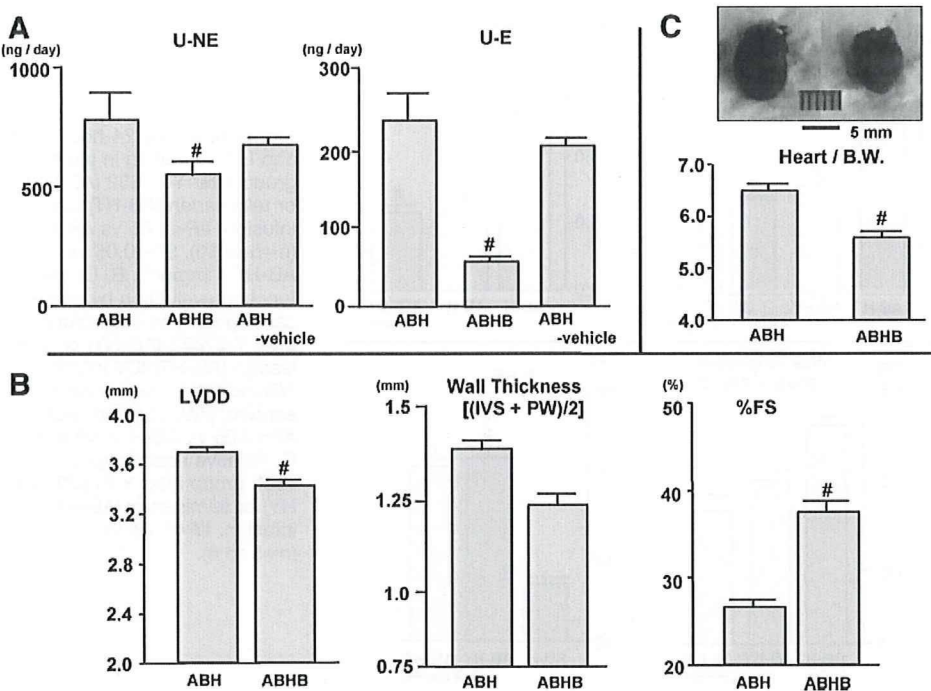 A
U-NE
(ng / day)
1000
500
0
#
ABH
ABHB
ABH
-vehicle
U-E
(ng / day)
300
200
100
0
#
ABH
ABHB
ABH
-vehicle
C
5 mm
Heart / B.W.
7.0
6.0
5.0
4.0
#
ABH
ABHB
B
(mm)
LVDD
4.0
3.6
3.2
2.8
2.4
2.0
#
ABH
ABHB
(mm)
Wall Thickness
[(IVS + PW)/2]
1.5
1.25
1.0
0.75
ABH
ABHB
(%)
%FS
50
40
30
20
#
ABH
ABHB